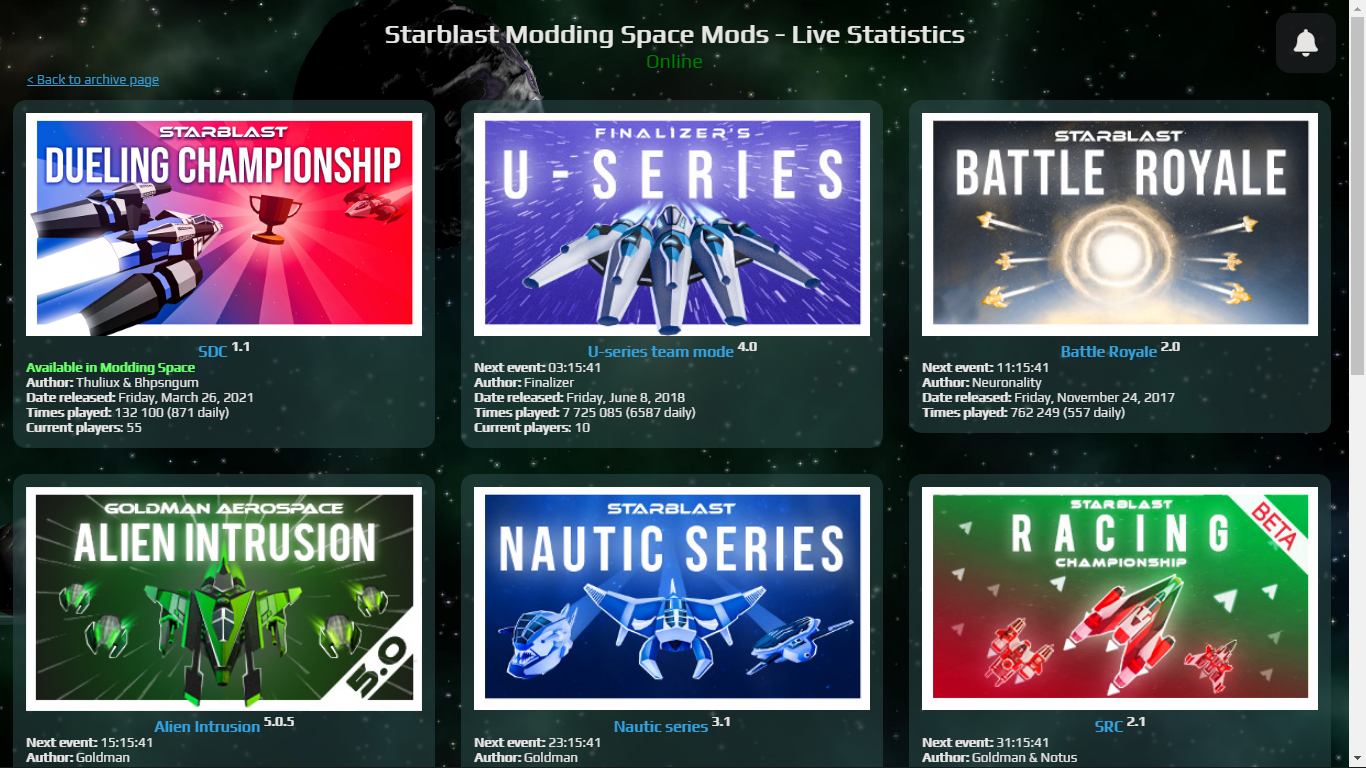 Starblast Modding Space Mods - Live Statistics
Online
< Back to archive page
STARBLAST
DUELING CHAMPIONSHIP
SDC 1.1
Available in Modding Space
Author: Thuliux & Bhpsngum
Date released: Friday, March 26, 2021
Times played: 132 100 (871 daily)
Current players: 55
FINALIZER'S
U-SERIES
U-series team mode 4.0
Next event: 03:15:41
Author: Finalizer
Date released: Friday, June 8, 2018
Times played: 7 725 085 (6587 daily)
Current players: 10
STARBLAST
BATTLE ROYALE
Battle Royale 2.0
Next event: 11:15:41
Author: Neuronality
Date released: Friday, November 24, 2017
Times played: 762 249 (557 daily)
GOLDMAN AEROSPACE
ALIEN INTRUSION
5.0
Alien Intrusion 5.0.5
Next event: 15:15:41
Author: Goldman
STARBLAST
NAUTIC SERIES
Nautic series 3.1
Next event: 23:15:41
Author: Goldman
STARBLAST
RACING
CHAMPIONSHIP
BETA
SRC 2.1
Next event: 31:15:41
Author: Goldman & Notus